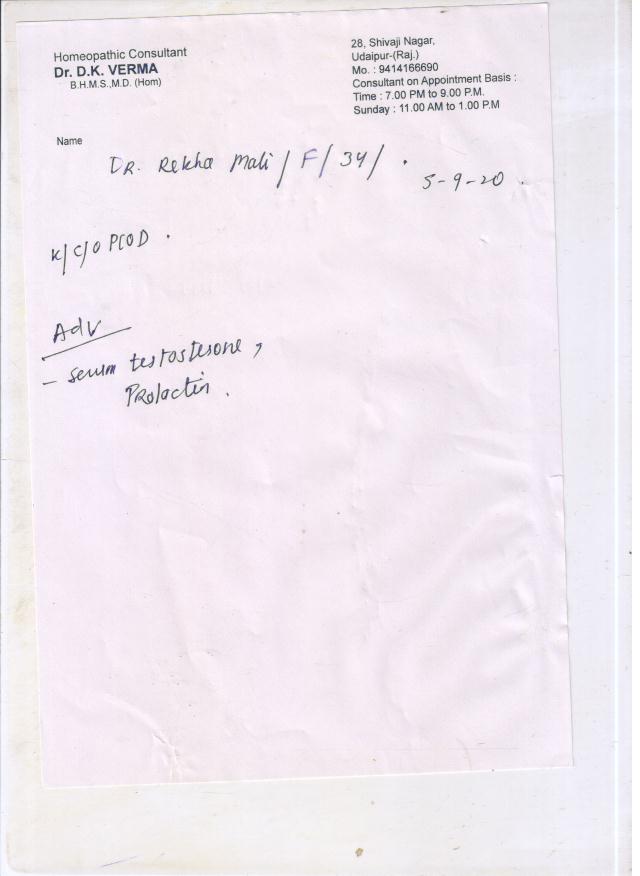 Homeopathic Consultant
Dr. D.K. VERMA
B.H.M.S.,M.D. (Hom)
28, Shivaji Nagar,
Udaipur-(Raj.)
Mo. : 9414166690
Consultant on Appointment Basis :
Time : 7.00 PM to 9.00 P.M.
Sunday : 11.00 AM to 1.00 P.M
Name
DR. Rekha Mali / F / 34 / .
5-9-20 .
K/C/O PCOD .
Adv
- serum testosterone ,
Prolactin .